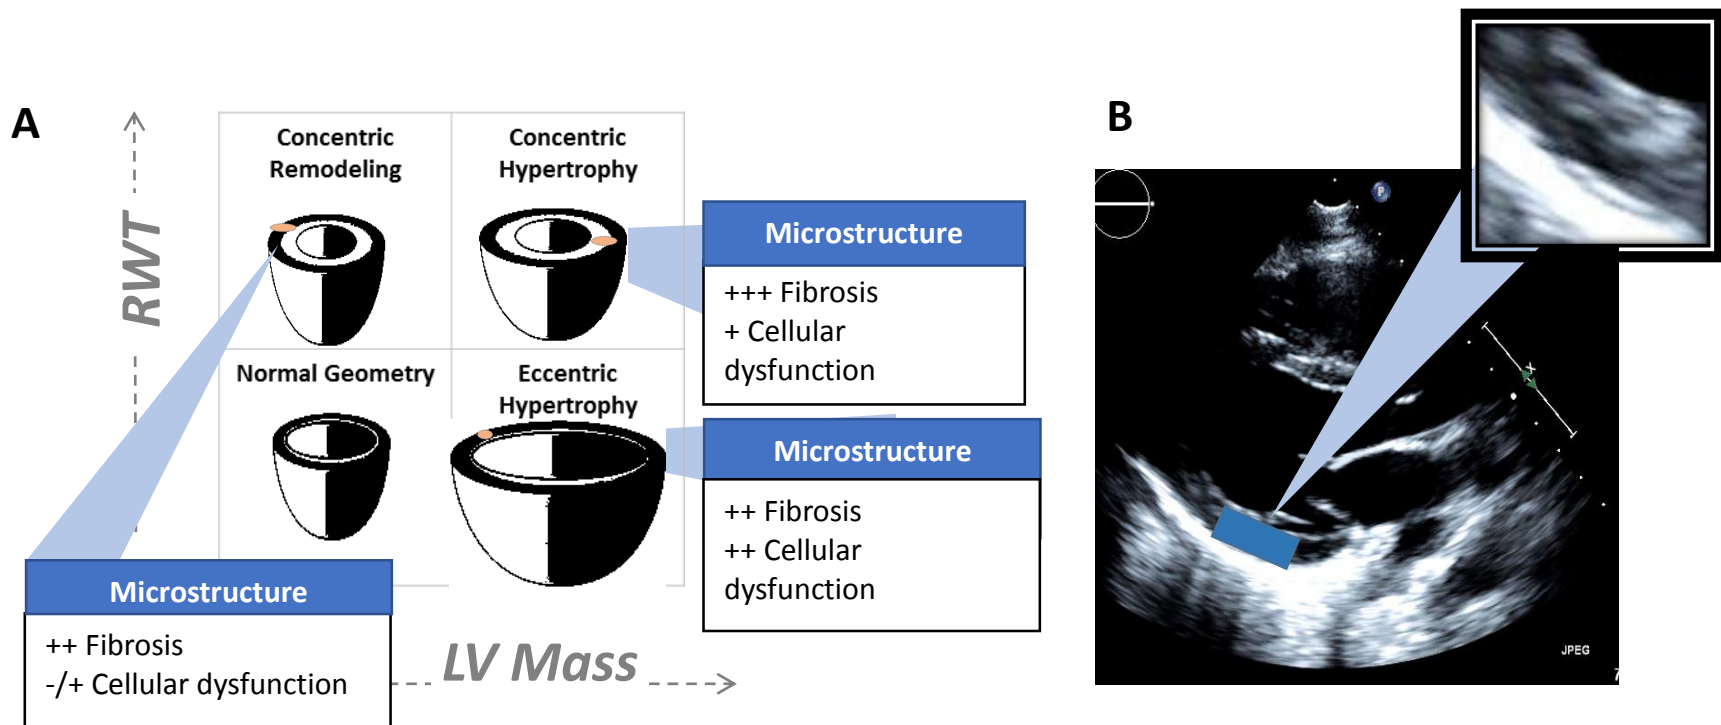 A
RWT
Concentric
Remodeling
Concentric
Hypertrophy
Normal Geometry
Eccentric
Hypertrophy
Microstructure
+++ Fibrosis
+ Cellular
dysfunction
Microstructure
++ Fibrosis
++ Cellular
dysfunction
Microstructure
++ Fibrosis
-/+ Cellular dysfunction
LV Mass
B
P
X
JPEG
7